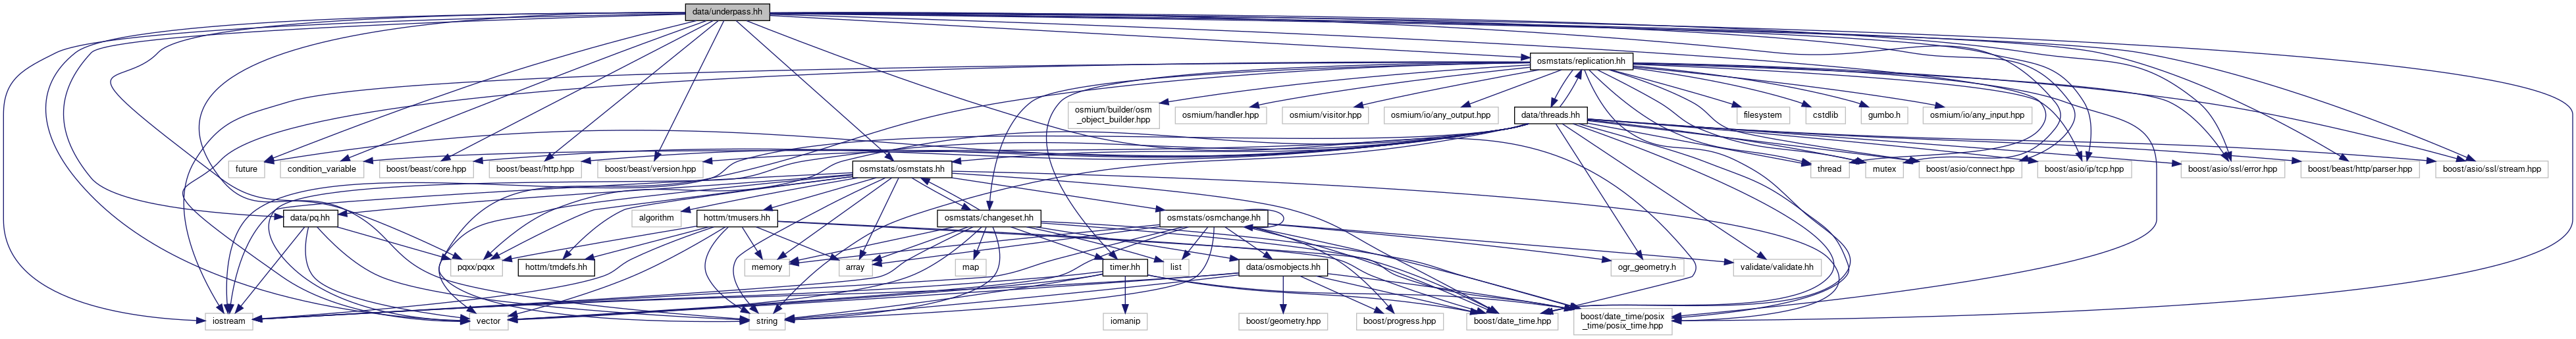 data/underpass.hh
osmstats/replication.hh
osmium/builder/osm
_object_builder.hpp
osmium/handler.hpp
osmium/visitor.hpp
osmium/io/any_output.hpp
data/threads.hh
filesystem
cstdlib
gumbo.h
osmium/io/any_input.hpp
future
condition_variable
boost/beast/core.hpp
boost/beast/http.hpp
boost/beast/version.hpp
osmstats/osmstats.hh
thread
mutex
boost/asio/connect.hpp
boost/asio/ip/tcp.hpp
boost/asio/ssl/error.hpp
boost/beast/http/parser.hpp
boost/asio/ssl/stream.hpp
data/pq.hh
algorithm
hottm/tmusers.hh
osmstats/changeset.hh
osmstats/osmchange.hh
pqxx/pqxx
hottm/tmdefs.hh
memory
array
map
timer.hh
list
data/osmobjects.hh
ogr_geometry.h
validate/validate.hh
iostream
vector
string
iomanip
boost/geometry.hpp
boost/progress.hpp
boost/date_time.hpp
boost/date_time/posix
_time/posix_time.hpp